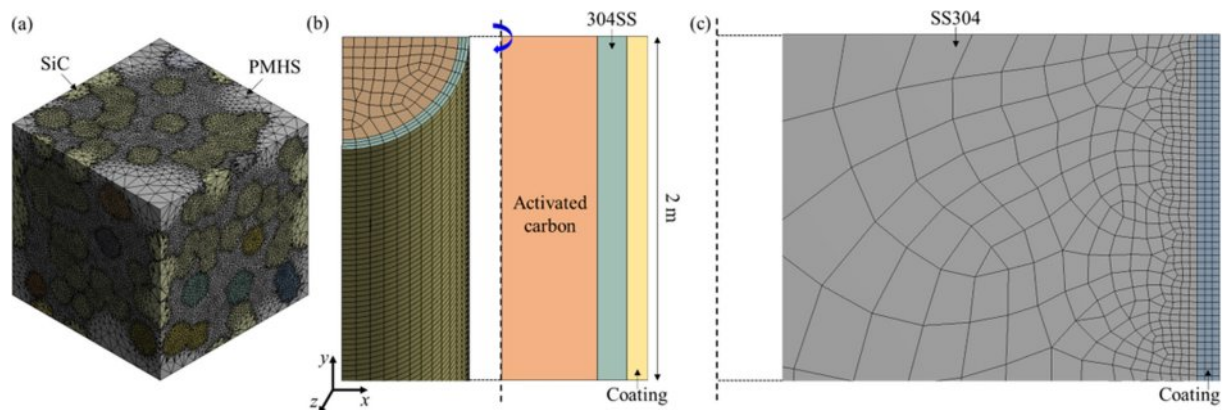 (a)
SiC
PMHS
(b)
304SS
Activated
carbon
2 m
Coating
y
x
z
(c)
SS304
Coating